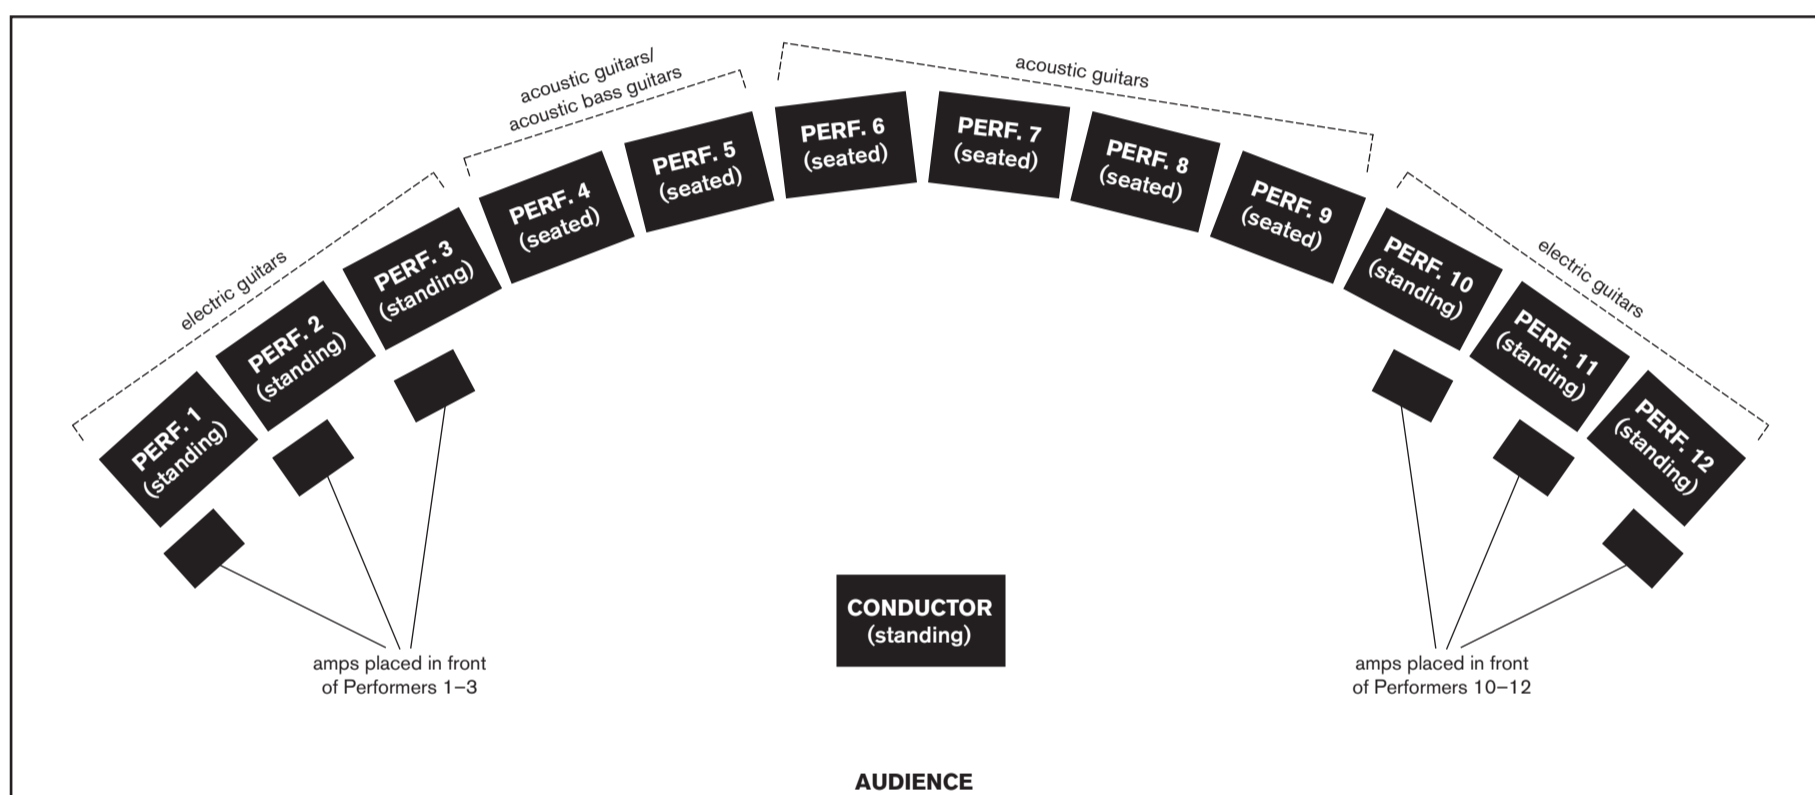 acoustic guitars/
acoustic bass guitars
acoustic guitars
electric guitars
electric guitars
PERF. 1
(standing)
PERF. 2
(standing)
PERF. 3
(standing)
PERF. 4
(seated)
PERF. 5
(seated)
PERF. 6
(seated)
PERF. 7
(seated)
PERF. 8
(seated)
PERF. 9
(seated)
PERF. 10
(standing)
PERF. 11
(standing)
PERF. 12
(standing)
CONDUCTOR
(standing)
amps placed in front
of Performers 1–3
amps placed in front
of Performers 10–12
AUDIENCE